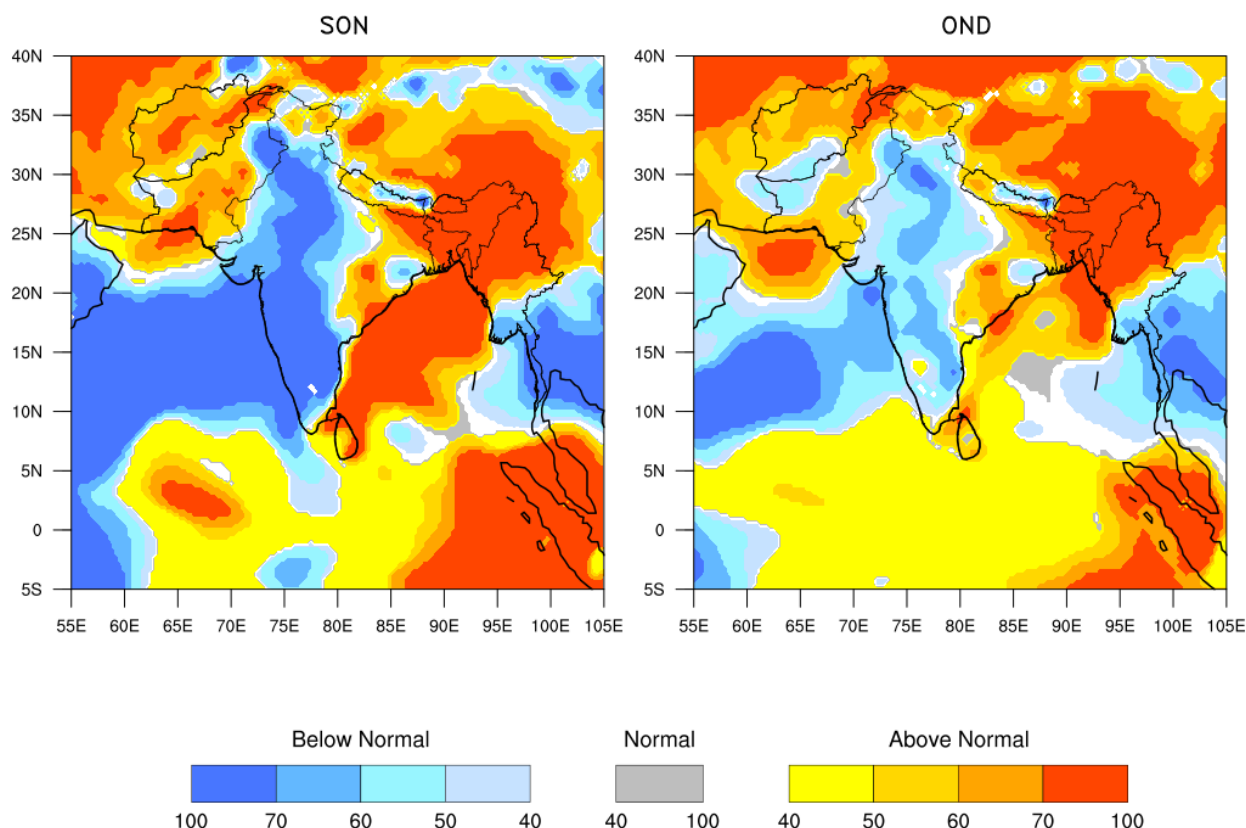 SON OND
40N 40N
35N 35N
30N 30N
25N 25N
20N 20N
15N 15N
10N 10N
5N 5N
0 0
5S 5S
55E 60E 65E 70E 75E 80E 85E 90E 95E 100E 105E 55E 60E 65E 70E 75E 80E 85E 90E 95E 100E 105E
Below Normal Normal Above Normal
100 70 60 50 40 40 100 40 50 60 70 100